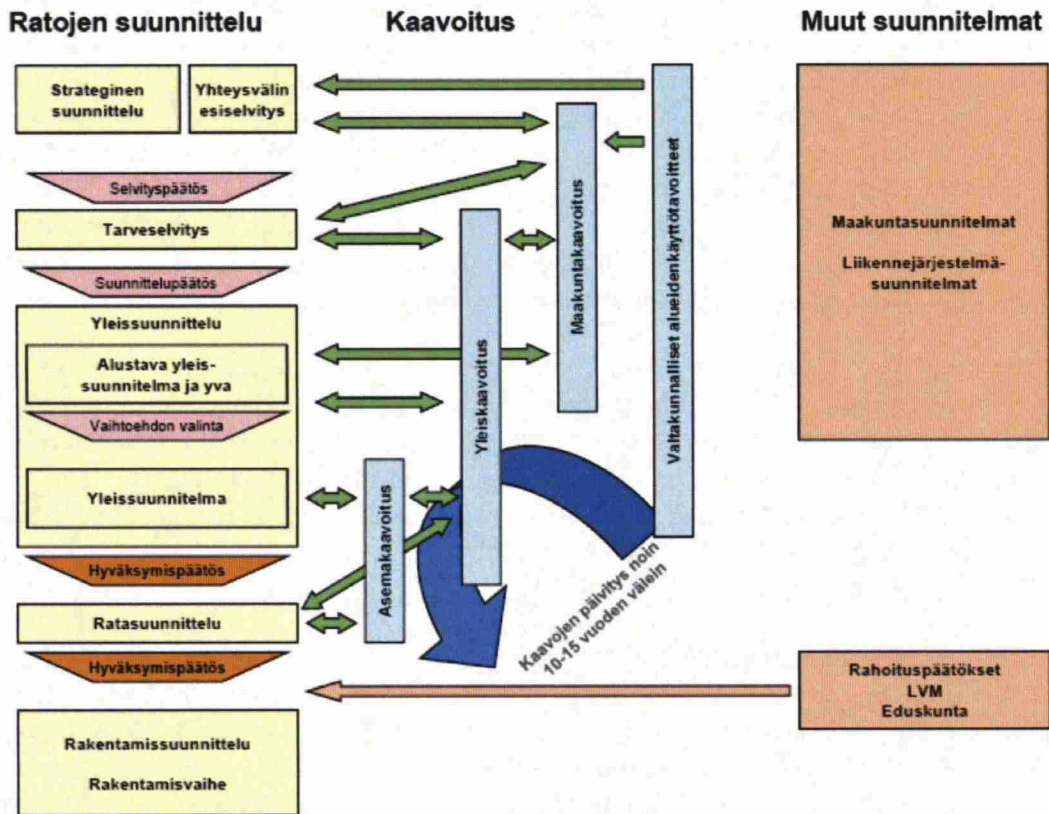 Ratojen suunnittelu
Kaavoitus
Muut suunnitelmat
Strateginen
suunnittelu
Yhteysvälin
esiselvitys
Selvityspäätös
Tarveselvitys
Suunnittelupäätös
Yleissuunnittelu
Alustava yleis-
suunnitelma ja yva
Vaihtoehdon valinta
Yleissuunnitelma
Hyväksymispäätös
Ratasuunnittelu
Hyväksymispäätös
Rakentamissuunnittelu
Rakentamisvaihe
Asemakaavoitus
Yleiskaavoitus
Maakuntakaavoitus
Valtakunnalliset alueidenkäyttötavoitteet
Kaavojen päivitys noin
10-15 vuoden välein
Maakuntasuunnitelmat
Liikennejärjestelmä-
suunnitelmat
Rahoituspäätökset
LVM
Eduskunta